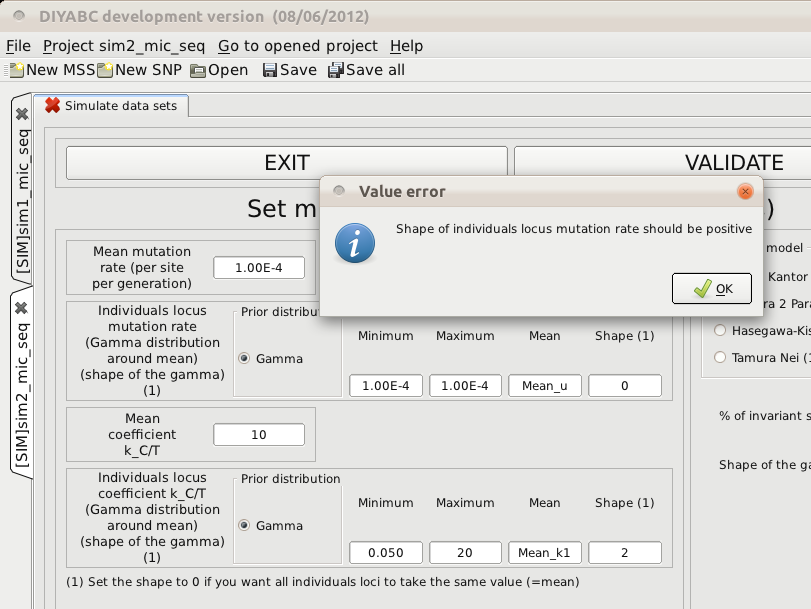 DIYABC development version (08/06/2012)
File Project sim2_mic_seq Go to opened project Help
New MSS New SNP Open Save Save all
Simulate data sets
[SIM]sim1_mic_seq
[SIM]sim2_mic_seq
EXIT VALIDATE
Set m )
Value error
Shape of individuals locus mutation rate should be positive
OK
Mean mutation
rate (per site
per generation)
1.00E-4
model
Kantor
ra 2 Para
Hasegawa-Kis
Tamura Nei (1
Individuals locus
mutation rate
(Gamma distribution
around mean)
(shape of the gamma)
(1)
Prior distribu
Gamma
Minimum Maximum Mean Shape (1)
1.00E-4 1.00E-4 Mean_u 0
Mean
coefficient
k_C/T
10
% of invariant s
Shape of the ga
Individuals locus
coefficient k_C/T
(Gamma distribution
around mean)
(shape of the gamma)
(1)
Prior distribution
Gamma
Minimum Maximum Mean Shape (1)
0.050 20 Mean_k1 2
(1) Set the shape to 0 if you want all individuals loci to take the same value (=mean)